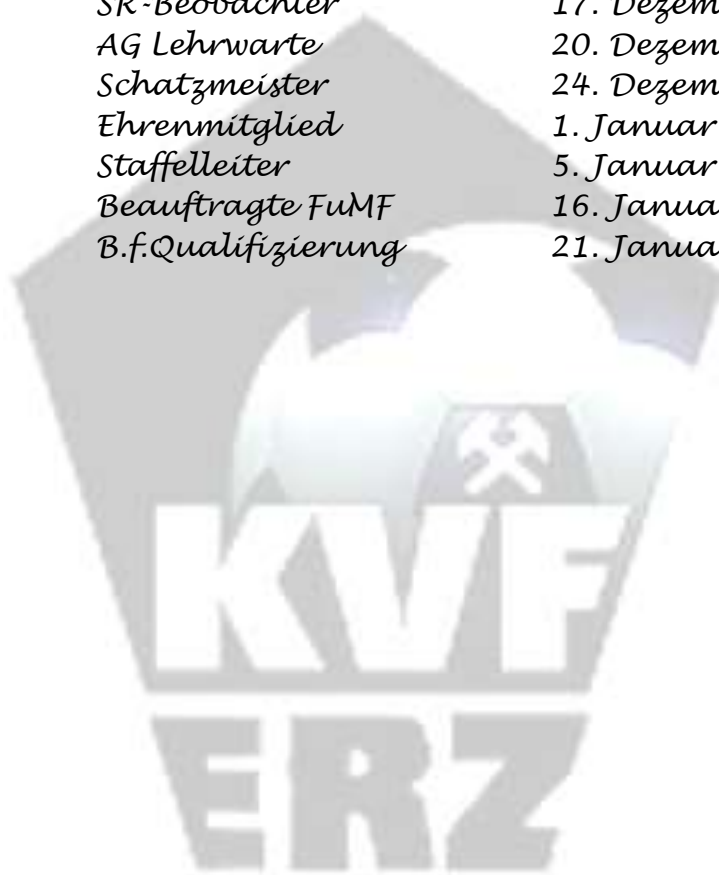 SR-Beobachter 17. Dezem
AG Lehrwarte 20. Dezem
Schatzmeister 24. Dezem
Ehrenmitglied 1. Januar
Staffelleiter 5. Januar
Beauftragte FuMF 16. Janua
B.f.Qualifizierung 21. Janua
KVF
ERZ